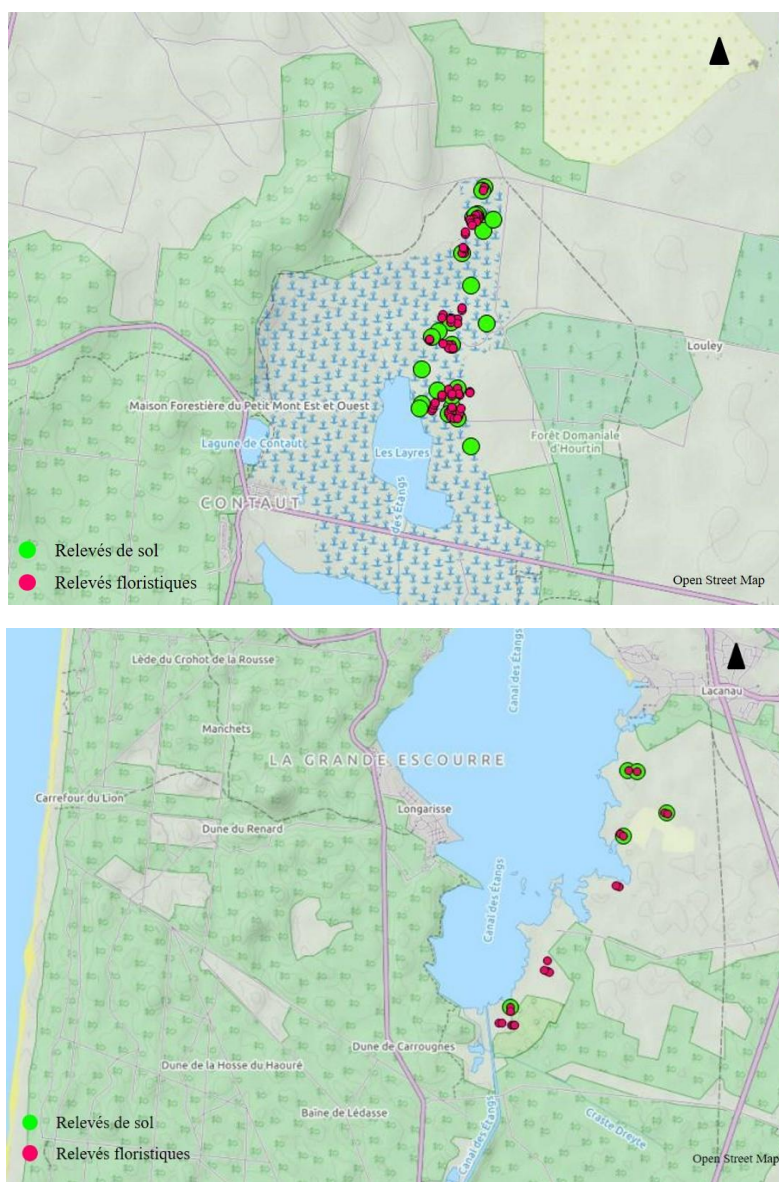 Louley
Maison Forestière du Petit Mont Est et Ouest
Forêt Domaniale
d'Hourtin
Lagune de Contaut
Les Layres
CONTAUT
des Étangs
Relevés de sol
Relevés floristiques
Open Street Map
Lède du Crohot de la Rousse
Canal des Étangs
Lacanau
Manchets
LA GRANDE ESCOURRE
Carrefour du Lion
Longarisse
Dune du Renard
Canal des Étangs
Dune de Carrougnes
Dune de la Hosse du Haouré
Baïne de Lédasse
Craste Dreyte
Canal des Étangs
Relevés de sol
Relevés floristiques
Open Street Map